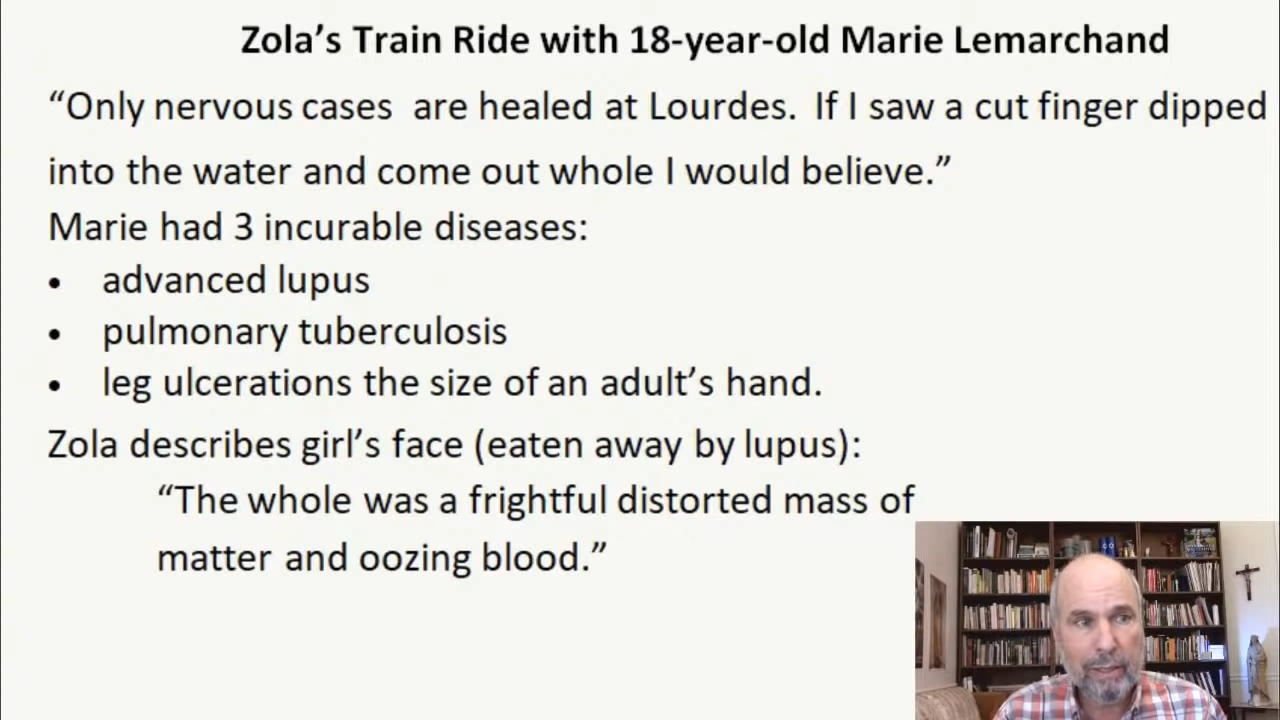 Zola’s Train Ride with 18-year-old Marie Lemarchand
“Only nervous cases are healed at Lourdes. If I saw a cut finger dipped
into the water and come out whole I would believe.”
Marie had 3 incurable diseases:
• advanced lupus
• pulmonary tuberculosis
• leg ulcerations the size of an adult’s hand.
Zola describes girl’s face (eaten away by lupus):
“The whole was a frightful distorted mass of
matter and oozing blood.”